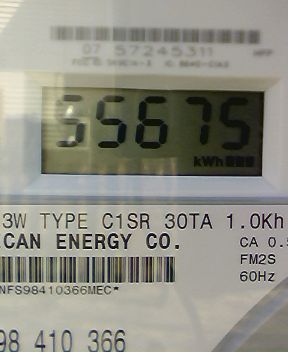 07 57245311
55675
kWh
3W TYPE C1SR 30TA 1.0Kh
CAN ENERGY CO.
CA 0.5
FM2S
60Hz
NFS98410366MEC*
98 410 366